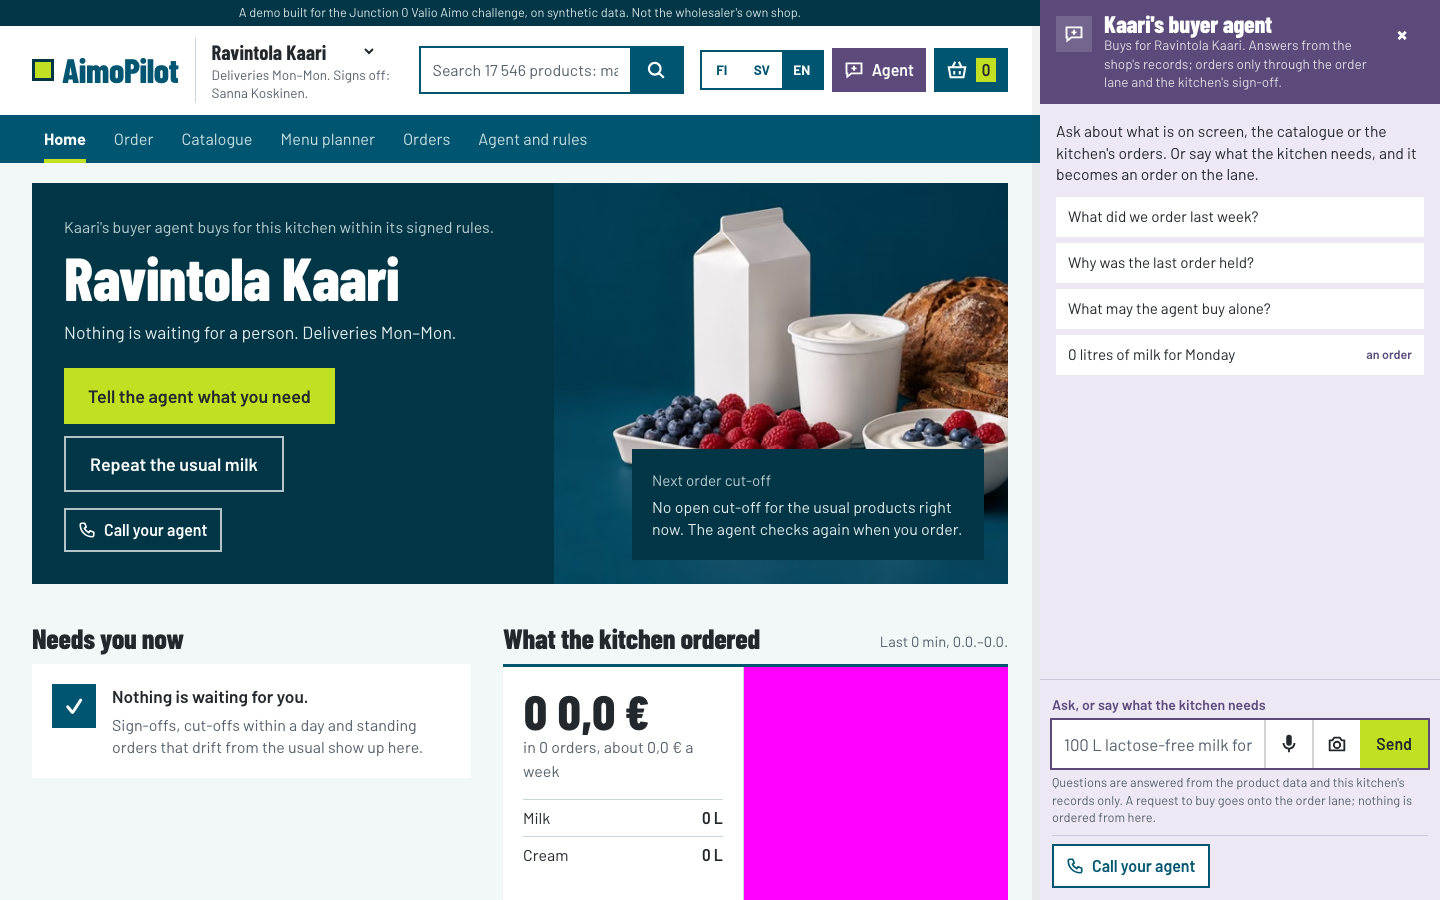 A demo built for the Junction 0 Valio Aimo challenge, on synthetic data. Not the wholesaler's own shop.
AimoPilot
Ravintola Kaari
Deliveries Mon–Mon. Signs off:
Sanna Koskinen.
Search 17 546 products: ma
FI
SV
EN
Agent
0
Home
Order
Catalogue
Menu planner
Orders
Agent and rules
Kaari's buyer agent buys for this kitchen within its signed rules.
Ravintola Kaari
Nothing is waiting for a person. Deliveries Mon–Mon.
Tell the agent what you need
Repeat the usual milk
Call your agent
Next order cut-off
No open cut-off for the usual products right
now. The agent checks again when you order.
Needs you now
Nothing is waiting for you.
Sign-offs, cut-offs within a day and standing
orders that drift from the usual show up here.
What the kitchen ordered
Last 0 min, 0.0.–0.0.
0 0,0 €
in 0 orders, about 0,0 € a
week
Milk 0 L
Cream 0 L
Kaari's buyer agent
Buys for Ravintola Kaari. Answers from the
shop's records; orders only through the order
lane and the kitchen's sign-off.
Ask about what is on screen, the catalogue or the
kitchen's orders. Or say what the kitchen needs, and it
becomes an order on the lane.
What did we order last week?
Why was the last order held?
What may the agent buy alone?
0 litres of milk for Monday an order
Ask, or say what the kitchen needs
100 L lactose-free milk for
Send
Questions are answered from the product data and this kitchen's
records only. A request to buy goes onto the order lane; nothing is
ordered from here.
Call your agent